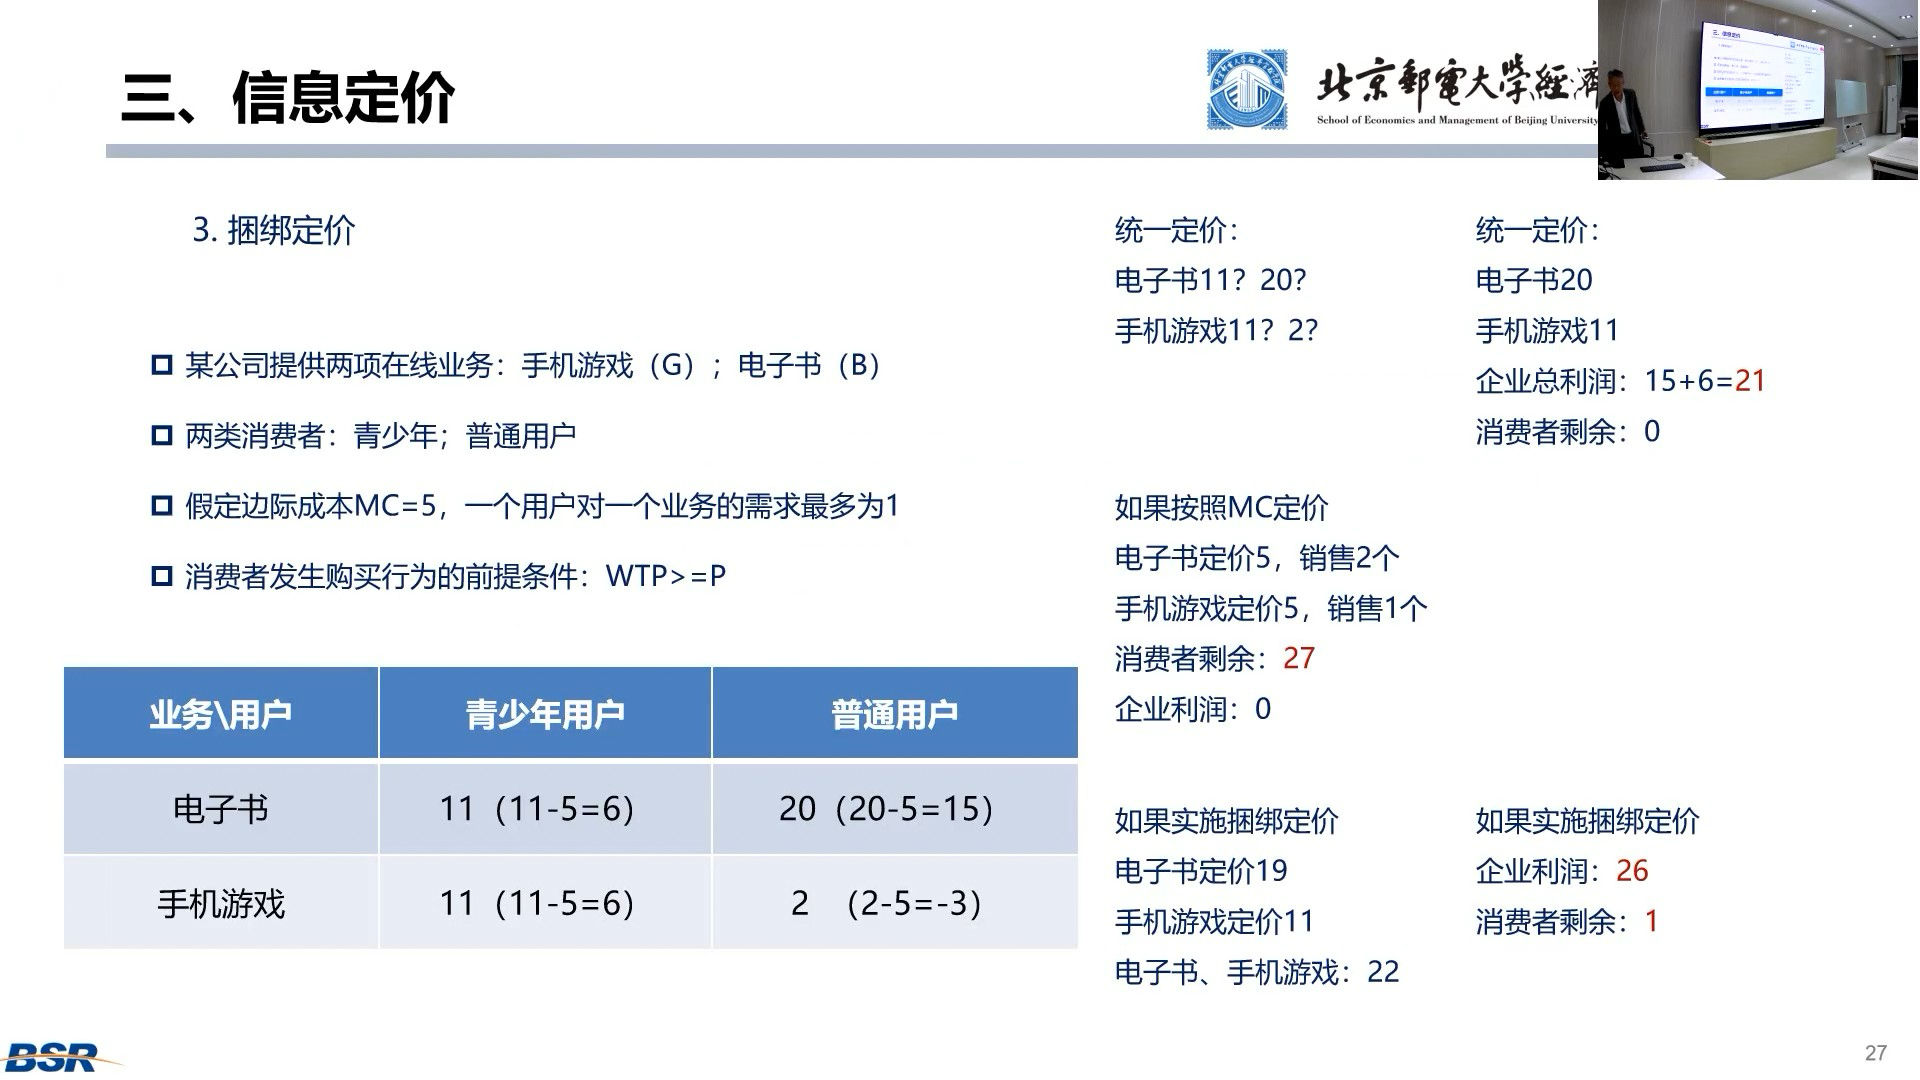 三、信息定价
北京邮电大学经济
School of Economics and Management of Beijing University
3. 捆绑定价
某公司提供两项在线业务：手机游戏（G）；电子书（B）
两类消费者：青少年；普通用户
假定边际成本MC=5，一个用户对一个业务的需求最多为1
消费者发生购买行为的前提条件：WTP>=P
业务\用户 青少年用户 普通用户
电子书 11（11-5=6） 20（20-5=15）
手机游戏 11（11-5=6） 2 （2-5=-3）
统一定价：
电子书11？20？
手机游戏11？2？
统一定价：
电子书20
手机游戏11
企业总利润：15+6=21
消费者剩余：0
如果按照MC定价
电子书定价5，销售2个
手机游戏定价5，销售1个
消费者剩余：27
企业利润：0
如果实施捆绑定价
电子书定价19
手机游戏定价11
电子书、手机游戏：22
如果实施捆绑定价
企业利润：26
消费者剩余：1
BSR
27